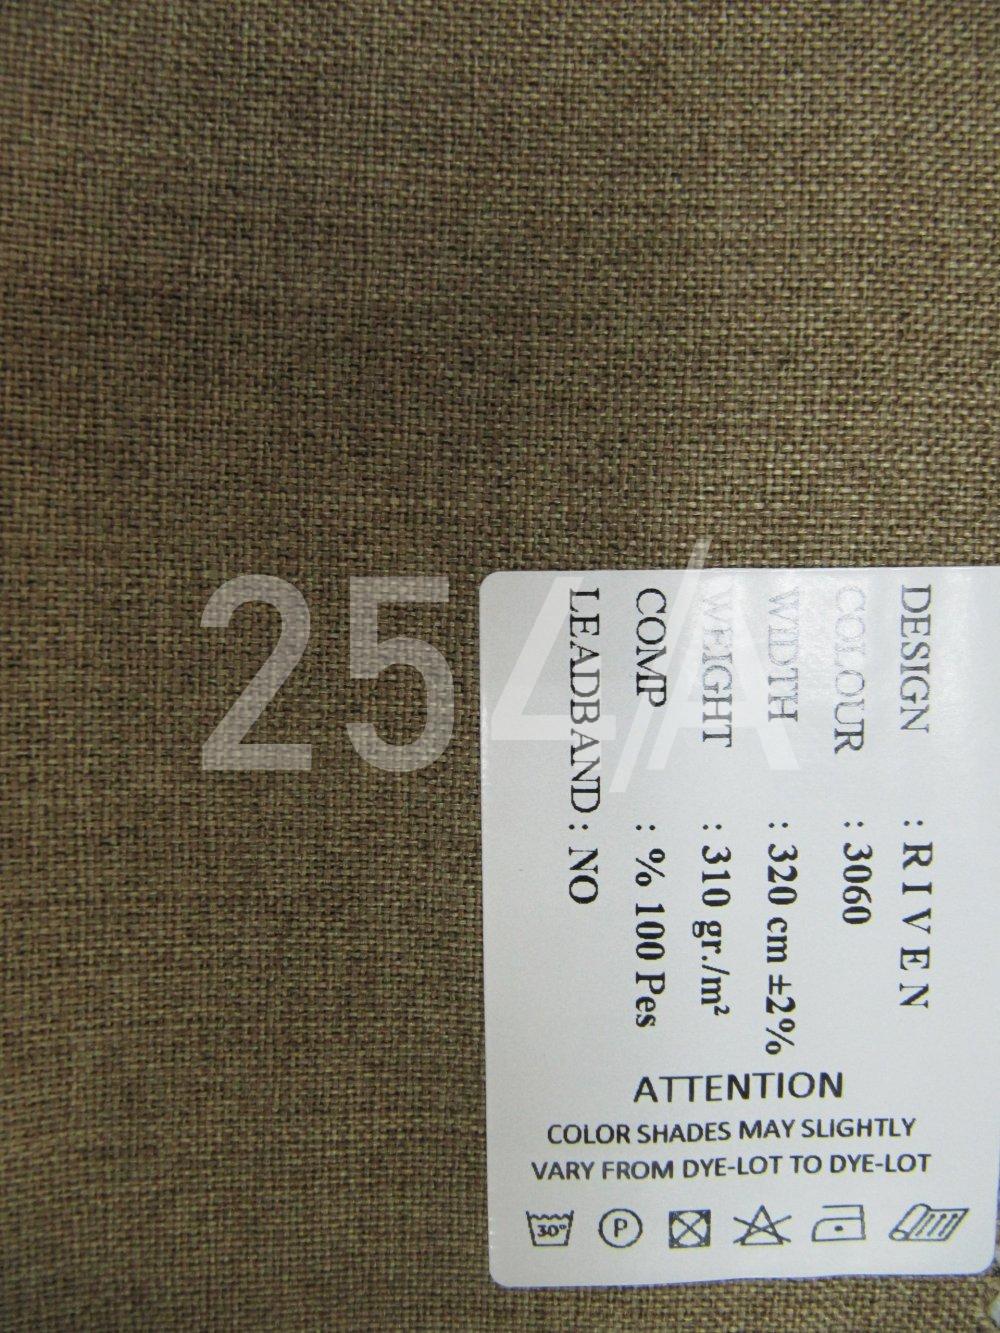 DESIGN : RIVEN
COLOUR : 3060
WIDTH : 320 cm ±2%
WEIGHT : 310 gr./m²
COMP : % 100 Pes
LEADBAND : NO
ATTENTION
COLOR SHADES MAY SLIGHTLY
VARY FROM DYE-LOT TO DYE-LOT
30° P
254/A